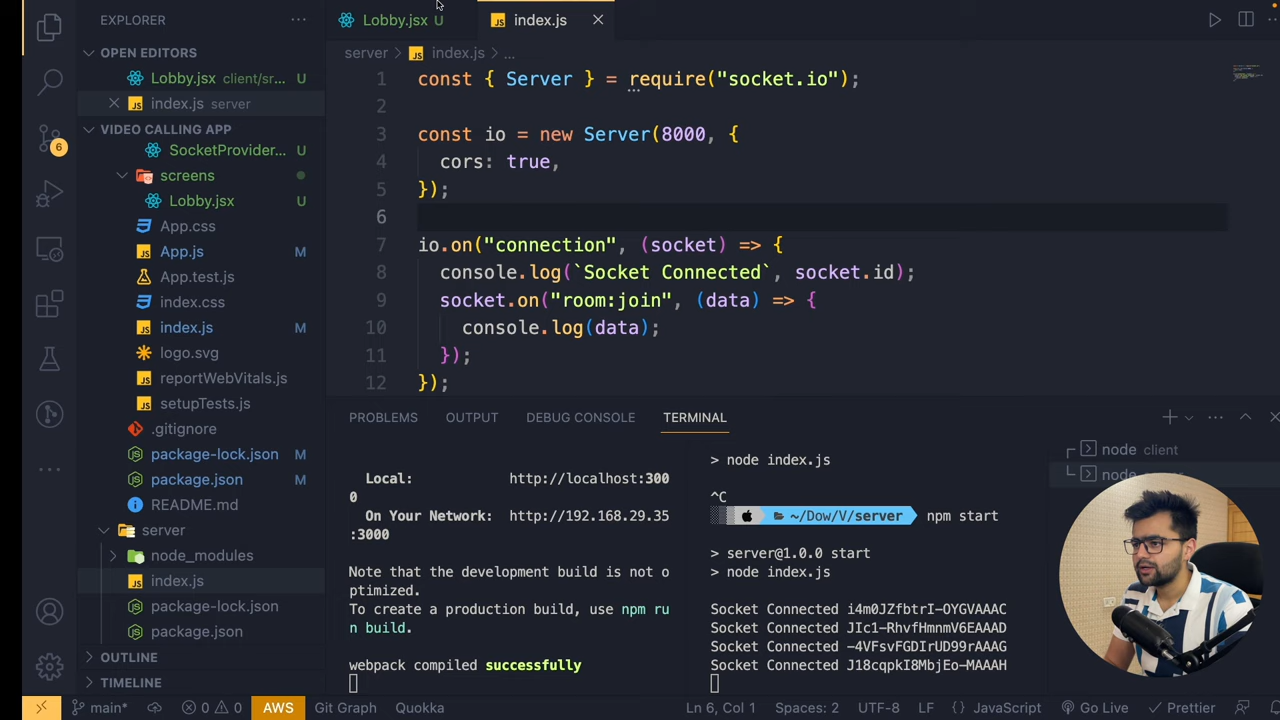 EXPLORER
OPEN EDITORS
Lobby.jsx client/sr... U
index.js server
VIDEO CALLING APP
SocketProvider... U
screens
Lobby.jsx U
App.css
App.js M
App.test.js
index.css
index.js M
logo.svg
reportWebVitals.js
setupTests.js
.gitignore
package-lock.json M
package.json M
README.md
server
node_modules
index.js
package-lock.json
package.json
OUTLINE
TIMELINE
6
Lobby.jsx U
JS index.js
server > JS index.js > ...
1 const { Server } = require("socket.io");
2
3 const io = new Server(8000, {
4 cors: true,
5 });
6
7 io.on("connection", (socket) => {
8 console.log(`Socket Connected`, socket.id);
9 socket.on("room:join", (data) => {
10 console.log(data);
11 });
12 });
PROBLEMS OUTPUT DEBUG CONSOLE TERMINAL
Local: http://localhost:300
0
On Your Network: http://192.168.29.35
:3000
Note that the development build is not o
ptimized.
To create a production build, use npm ru
n build.
webpack compiled successfully
> node index.js
^C
~/Dow/V/server npm start
> server@1.0.0 start
> node index.js
Socket Connected i4m0JZfbtrI-OYGVAAAC
Socket Connected JIc1-RhvfHmnmV6EAAAD
Socket Connected -4VFsvFGDIrUD99rAAAG
Socket Connected J18cqpkI8MbjEo-MAAAH
node client
node
main* 0 0 AWS Git Graph Quokka Ln 6, Col 1 Spaces: 2 UTF-8 LF {} JavaScript Go Live Prettier